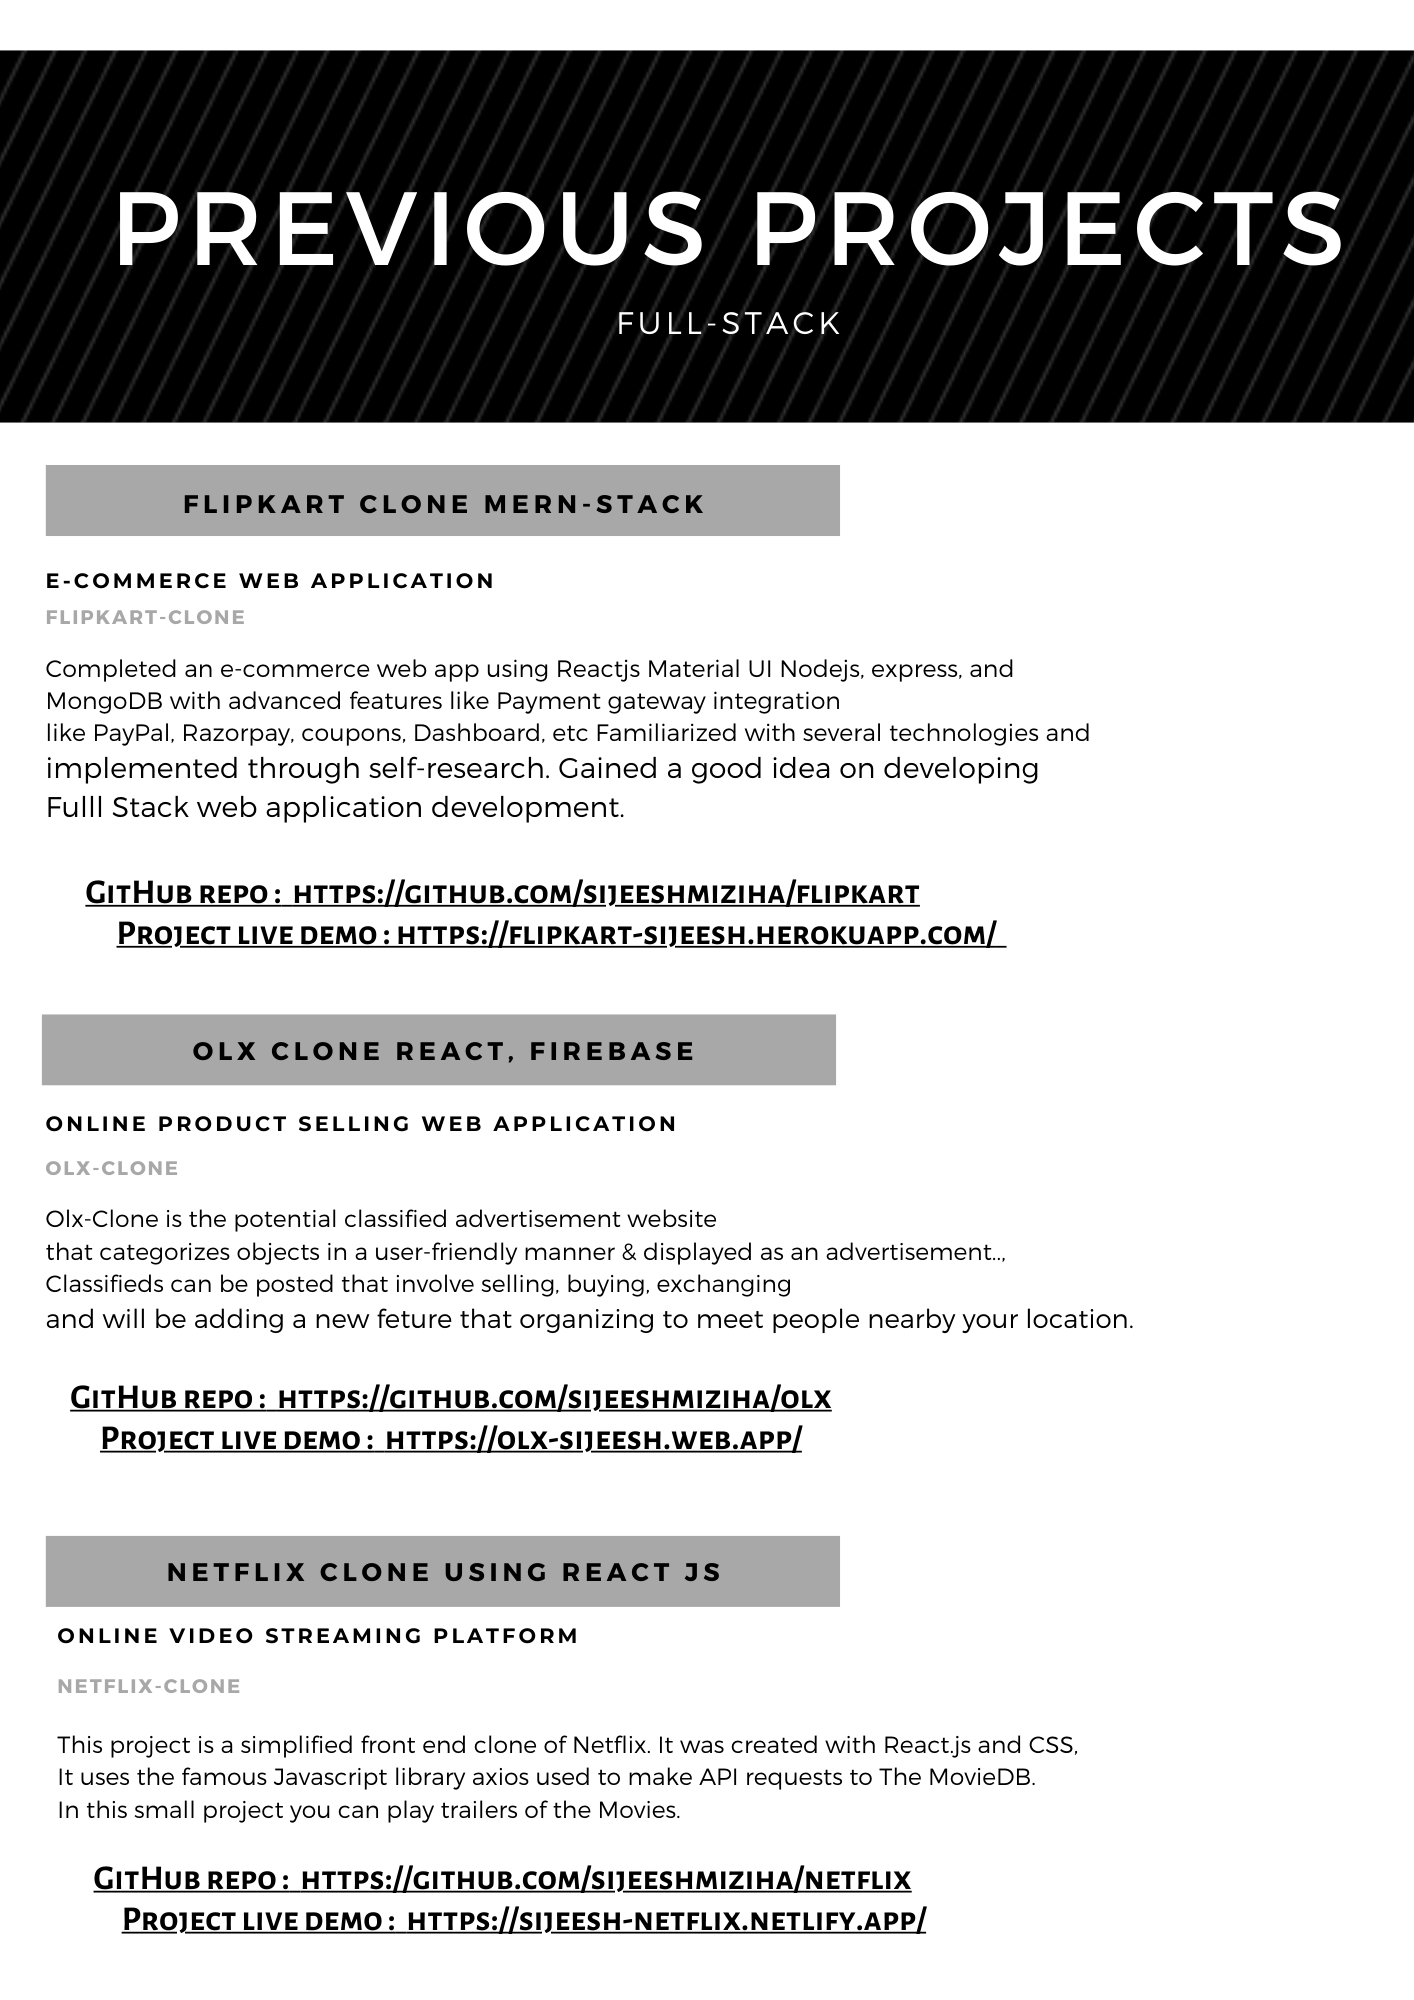 PREVIOUS PROJECTS
FULL-STACK
FLIPKART CLONE MERN-STACK
E-COMMERCE WEB APPLICATION
FLIPKART-CLONE
Completed an e-commerce web app using Reactjs Material UI Nodejs, express, and
MongoDB with advanced features like Payment gateway integration
like PayPal, Razorpay, coupons, Dashboard, etc Familiarized with several technologies and
implemented through self-research. Gained a good idea on developing
Fulll Stack web application development.
GitHub repo : https://github.com/sijeeshmiziha/flipkart
Project live demo : https://flipkart-sijeesh.herokuapp.com/
OLX CLONE REACT, FIREBASE
ONLINE PRODUCT SELLING WEB APPLICATION
OLX-CLONE
Olx-Clone is the potential classified advertisement website
that categorizes objects in a user-friendly manner & displayed as an advertisement..,
Classifieds can be posted that involve selling, buying, exchanging
and will be adding a new feture that organizing to meet people nearby your location.
GitHub repo : https://github.com/sijeeshmiziha/olx
Project live demo : https://olx-sijeesh.web.app/
NETFLIX CLONE USING REACT JS
ONLINE VIDEO STREAMING PLATFORM
NETFLIX-CLONE
This project is a simplified front end clone of Netflix. It was created with React.js and CSS,
It uses the famous Javascript library axios used to make API requests to The MovieDB.
In this small project you can play trailers of the Movies.
GitHub repo : https://github.com/sijeeshmiziha/netflix
Project live demo : https://sijeesh-netflix.netlify.app/